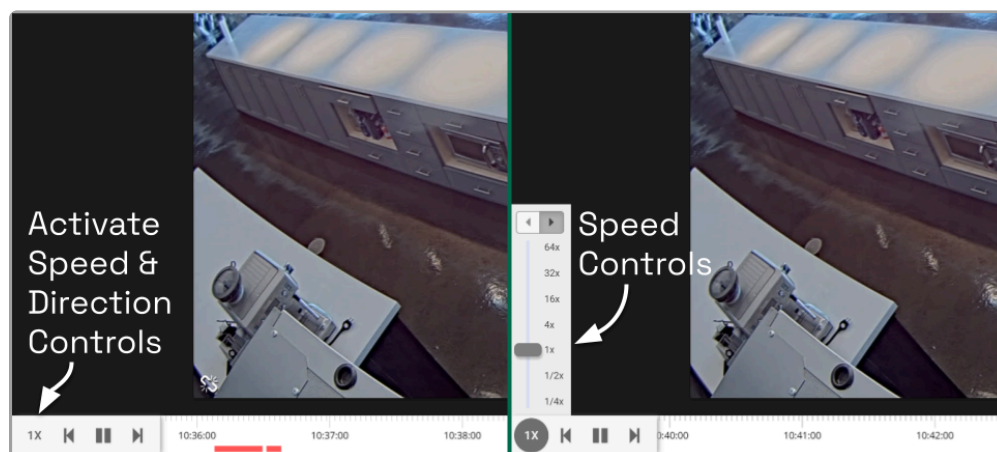 Activate
Speed &
Direction
Controls
1X
10:36:00
10:37:00
10:38:00
Speed
Controls
64x
32x
16x
4x
1x
1/2x
1/4x
1X
0:40:00
10:41:00
10:42:00